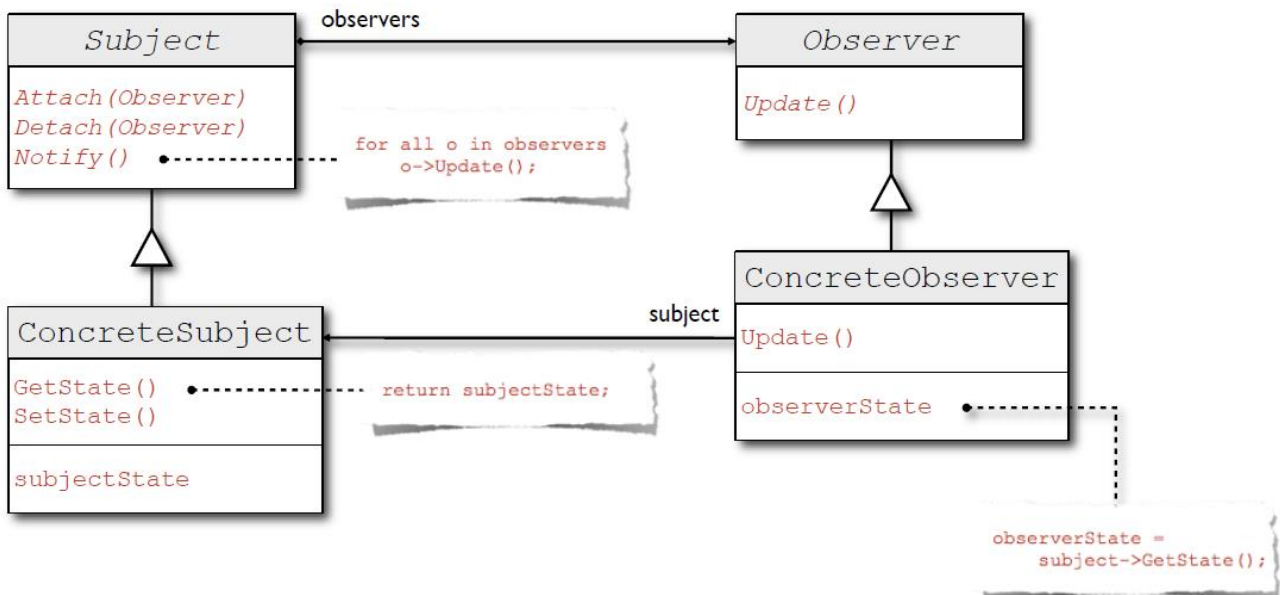 Subject
Attach(Observer)
Detach(Observer)
Notify()
observers
for all o in observers
o->Update();
Observer
Update()
ConcreteSubject
GetState()
SetState()
subjectState
return subjectState;
subject
ConcreteObserver
Update()
observerState
observerState =
subject->GetState();